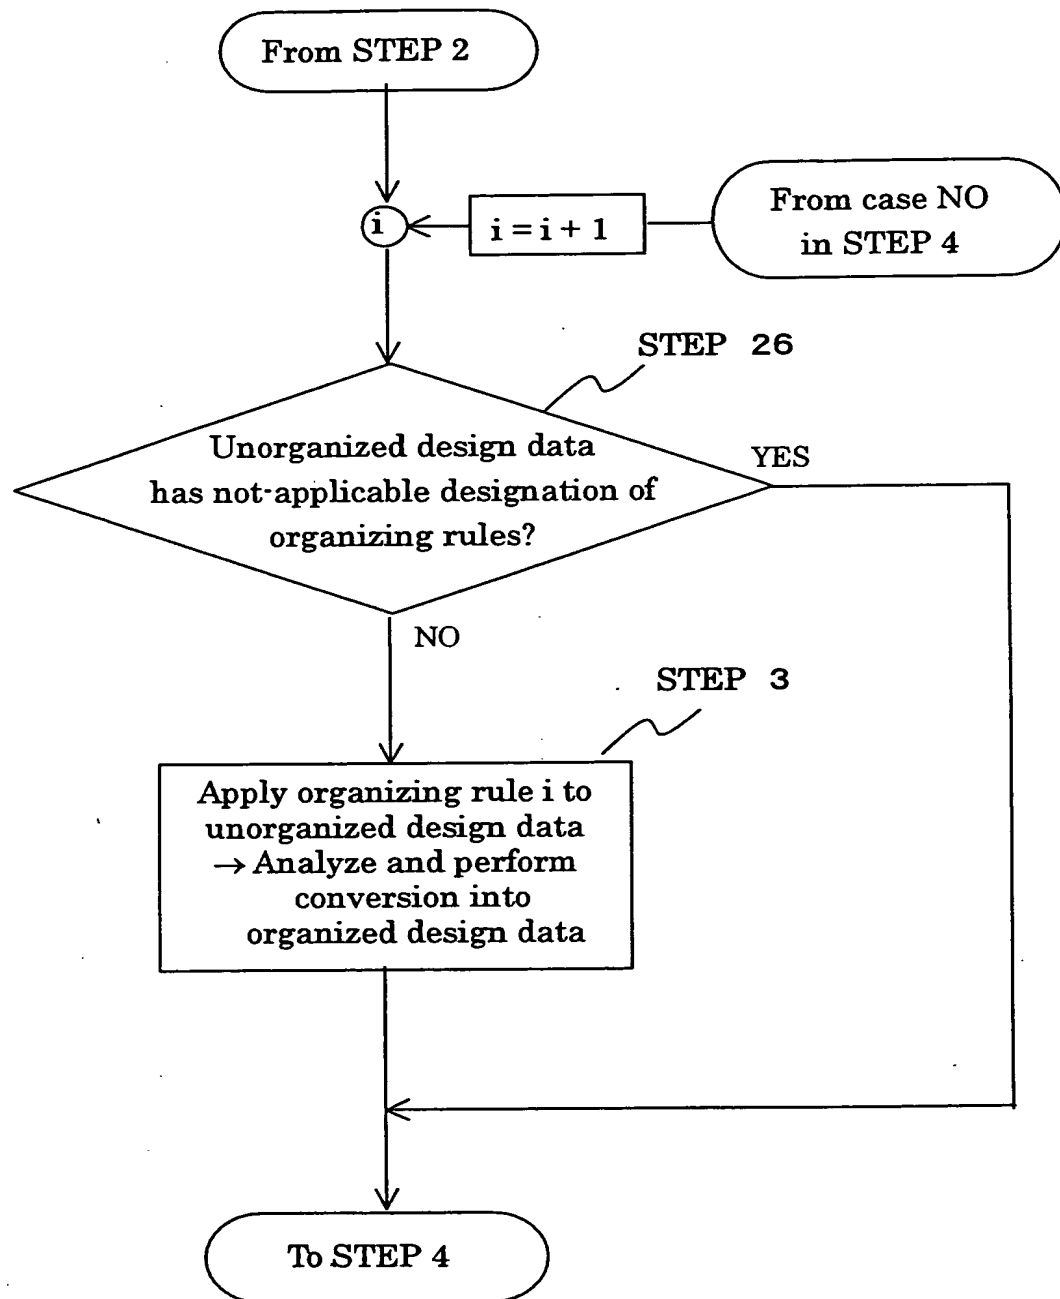 From STEP 2
i
i = i + 1
From case NO
in STEP 4
STEP 26
Unorganized design data
has not-applicable designation of
organizing rules?
YES
NO
STEP 3
Apply organizing rule i to
unorganized design data
→ Analyze and perform
conversion into
organized design data
To STEP 4